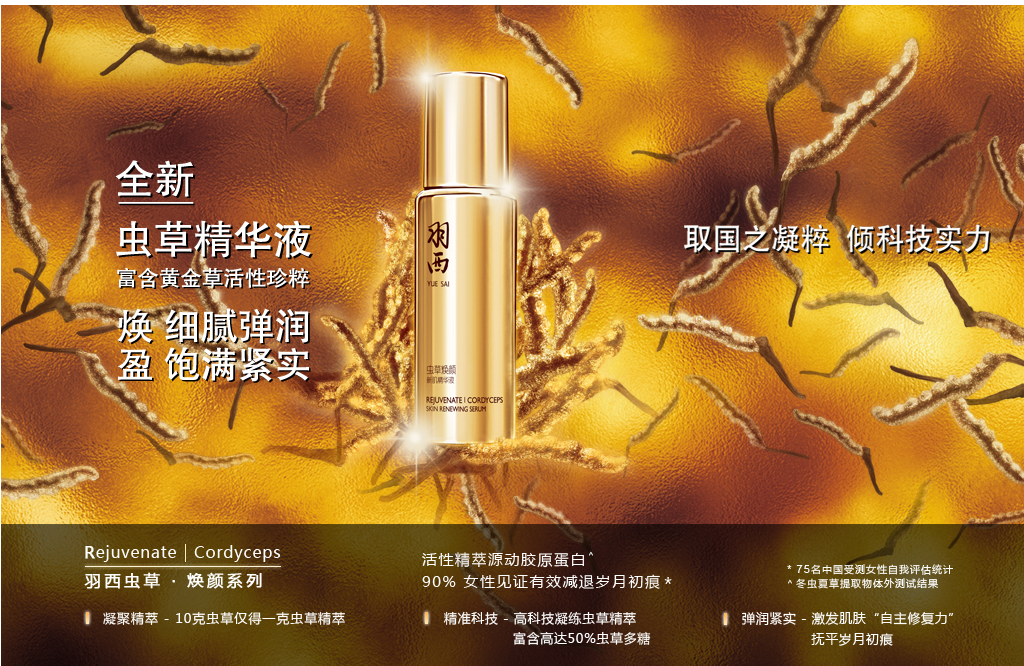 全新
虫草精华液
富含黄金草活性珍粹
焕 细腻弹润
盈 饱满紧实
取国之凝粹 倾科技实力
羽西
YUE SAI
虫草焕颜
新肌精华液
REJUVENATE | CORDYCEPS
SKIN RENEWING SERUM
Rejuvenate | Cordyceps
羽西虫草 · 焕颜系列
活性精萃源动胶原蛋白^
90% 女性见证有效减退岁月初痕*
* 75名中国受测女性自我评估统计
^ 冬虫夏草提取物体外测试结果
凝聚精萃 - 10克虫草仅得一克虫草精萃
精准科技 - 高科技凝练虫草精萃
富含高达50%虫草多糖
弹润紧实 - 激发肌肤“自主修复力”
抚平岁月初痕